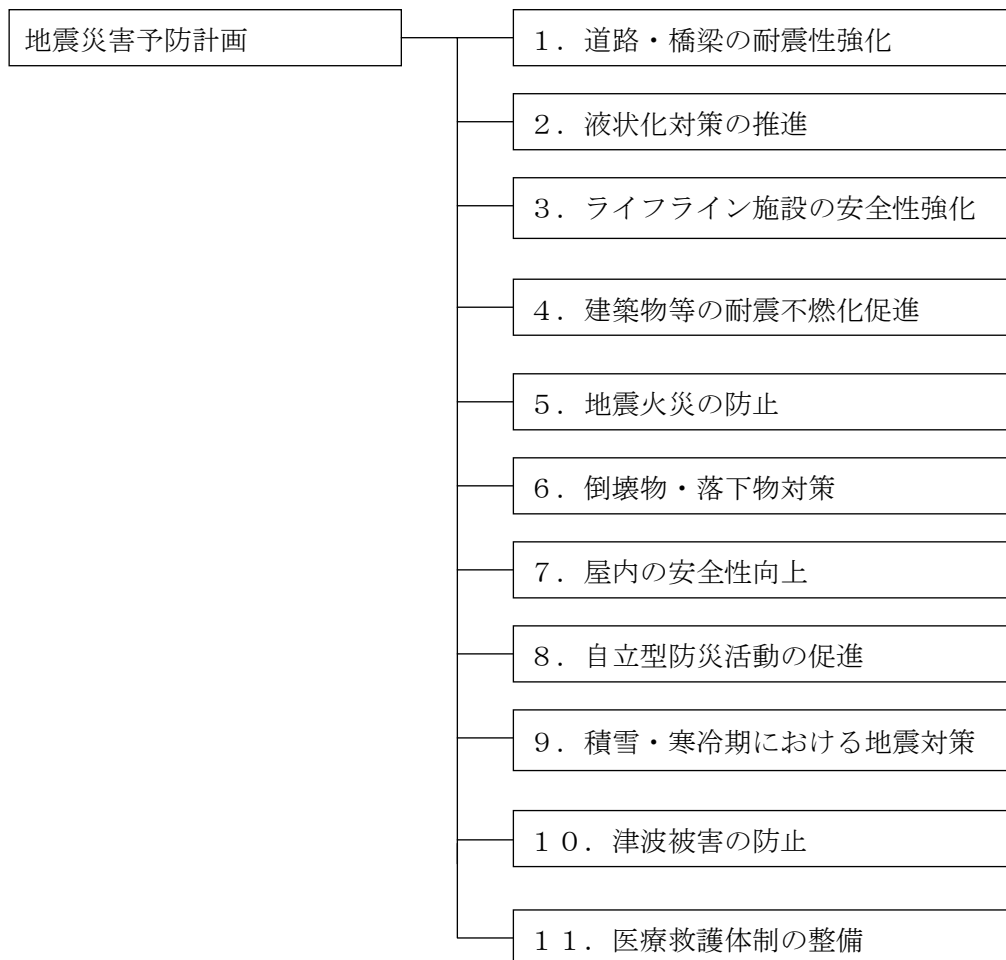 地震災害予防計画
１．道路・橋梁の耐震性強化
２．液状化対策の推進
３．ライフライン施設の安全性強化
４．建築物等の耐震不燃化促進
５．地震火災の防止
６．倒壊物・落下物対策
７．屋内の安全性向上
８．自立型防災活動の促進
９．積雪・寒冷期における地震対策
１０．津波被害の防止
１１．医療救護体制の整備